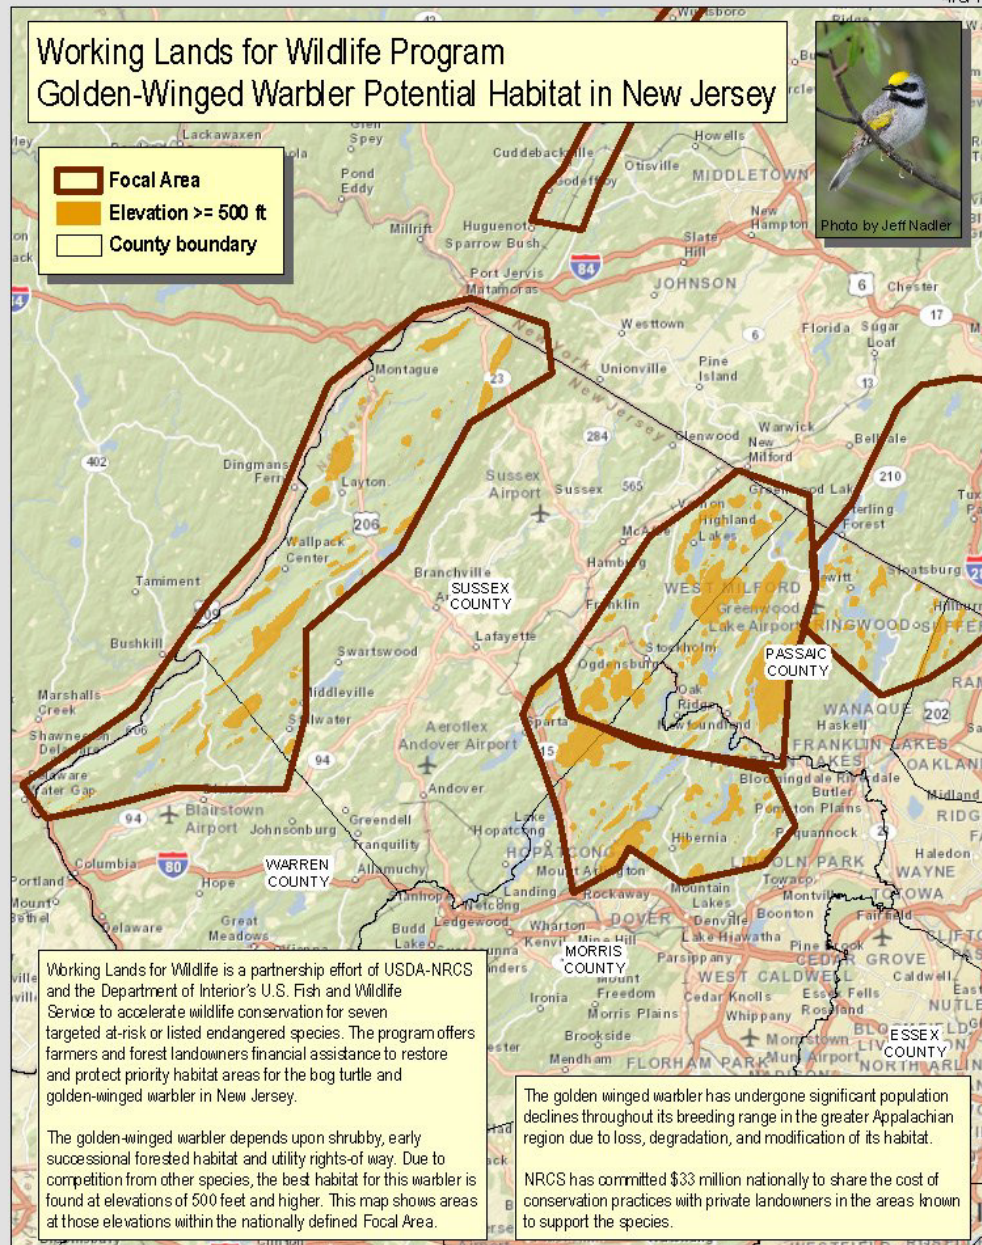 Working Lands for Wildlife Program
Golden-Winged Warbler Potential Habitat in New Jersey
Photo by Jeff Nadler
Focal Area
Elevation >= 500 ft
County boundary
Lackawaxen
Spey
Pond
Eddy
Howells
Otisville
MIDDLETOWN
Millrift
Huguenot
Sparrow Bush
New
Hampton
Slate
Hill
84
Port Jervis
Matamoras
JOHNSON
6
Chester
17
New York
New Jersey
Westtown
6
Florida
Sugar
Loaf
Montague
23
Unionville
Pine
Island
13
284
Glenwood
Warwick
New
Milford
402
Layton
Sussex
Airport
Sussex
565
210
206
Highland
Lakes
Sterling
Forest
Wallpack
Center
Hamburg
Tamiment
Branchville
SUSSEX
COUNTY
Franklin
WEST MILFORD
Greenwood
Lake Airport
Sloatsburg
Bushkill
Lafayette
Swartswood
Stockholm
Ogdensburg
PASSAIC
COUNTY
Marshalls
Creek
Middleville
Stillwater
Oak
Ridge
Newfoundland
WANAQUE
Haskell
202
Aeroflex
Andover Airport
Sparta
15
FRANKLIN LAKES
94
Andover
Bloomingdale
Riverdale
Butler
Pompton Plains
Midland
94
Blairstown
Airport
Johnsonburg
Greendell
Tranquility
Lake
Hopatcong
HOPATCONG
Hibernia
Pequannock
Haledon
WAYNE
Columbia
80
Hope
WARREN
COUNTY
Allamuchy
Mount Arlington
LINCOLN PARK
Towaco
Portland
Landing
Rockaway
Mountain
Lakes
Montville
TOTOWA
Delaware
Great
Meadows
Netcong
Ledgewood
Budd
Lake
Wharton
DOVER
Denville
Boonton
Fairfield
Mine Hill
Lake Hiawatha
Pine Brook
MORRIS
COUNTY
Parsippany
CEDAR GROVE
WEST CALDWELL
Caldwell
Ironia
Mount
Freedom
Cedar Knolls
Essex Fells
Roseland
Morris Plains
Whippany
Brookside
Mendham
FLORHAM PARK
ESSEX
COUNTY
Working Lands for Wildlife is a partnership effort of USDA-NRCS
and the Department of Interior's U.S. Fish and Wildlife
Service to accelerate wildlife conservation for seven
targeted at-risk or listed endangered species. The program offers
farmers and forest landowners financial assistance to restore
and protect priority habitat areas for the bog turtle and
golden-winged warbler in New Jersey.
The golden-winged warbler depends upon shrubby, early
successional forested habitat and utility rights-of way. Due to
competition from other species, the best habitat for this warbler is
found at elevations of 500 feet and higher. This map shows areas
at those elevations within the nationally defined Focal Area.
The golden winged warbler has undergone significant population
declines throughout its breeding range in the greater Appalachian
region due to loss, degradation, and modification of its habitat.
NRCS has committed $33 million nationally to share the cost of
conservation practices with private landowners in the areas known
to support the species.